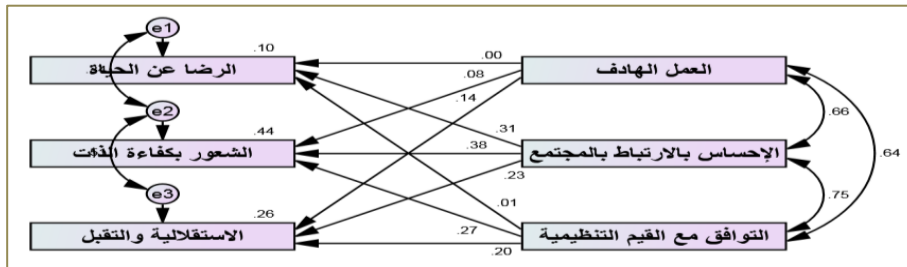 e1
.10
.00
الرضا عن الحياة
العمل الهادف
.08
.14
.66
e2
.44
.31
.38
.64
الشعور بكفاءة الذات
الإحساس بالارتباط بالمجتمع
.23
.75
e3
.01
.26
.27
الاستقلالية والتقبل
التوافق مع القيم التنظيمية
.20